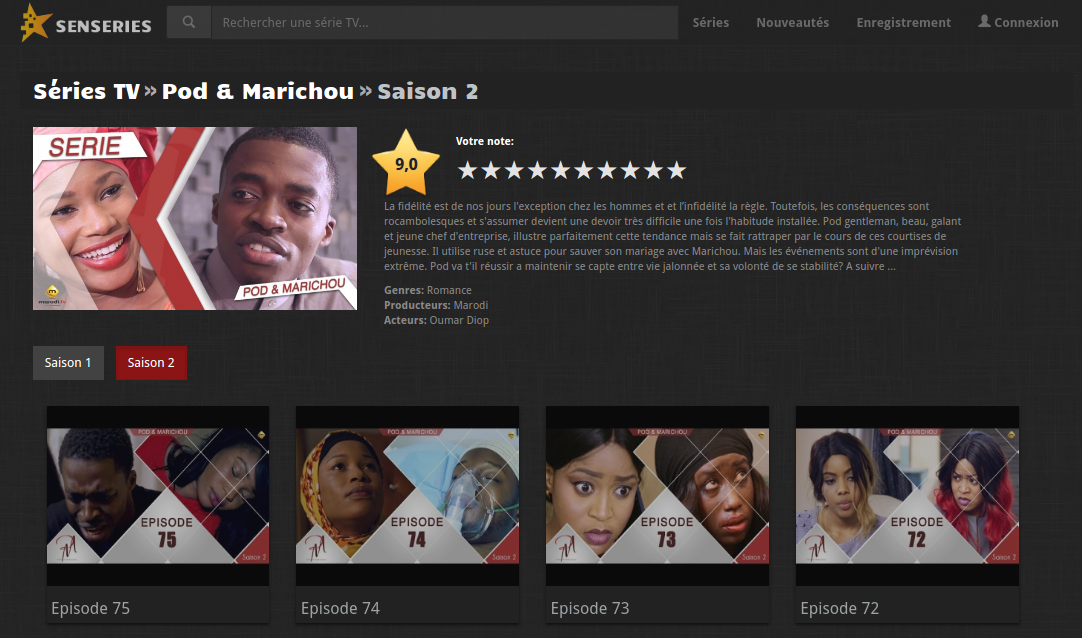 SENSERIES
Rechercher une série TV...
Séries
Nouveautés
Enregistrement
Connexion
Séries TV » Pod & Marichou » Saison 2
SERIE
POD & MARICHOU
marodi.tv
9,0
Votre note:
La fidélité est de nos jours l'exception chez les hommes et et l'infidélité la règle. Toutefois, les conséquences sont
rocambolesques et s'assumer devient une devoir très difficile une fois l'habitude installée. Pod gentleman, beau, galant
et jeune chef d'entreprise, illustre parfaitement cette tendance mais se fait rattraper par le cours de ces courtises de
jeunesse. Il utilise ruse et astuce pour sauver son mariage avec Marichou. Mais les événements sont d'une imprévision
extrême. Pod va t'il réussir a maintenir se capte entre vie jalonnée et sa volonté de se stabilité? A suivre ...
Genres: Romance
Producteurs: Marodi
Acteurs: Oumar Diop
Saison 1
Saison 2
POD & MARICHOU
EPISODE
75
Saison 2
Episode 75
POD & MARICHOU
EPISODE
74
Saison 2
Episode 74
POD & MARICHOU
EPISODE
73
Saison 2
Episode 73
POD & MARICHOU
EPISODE
72
Saison 2
Episode 72